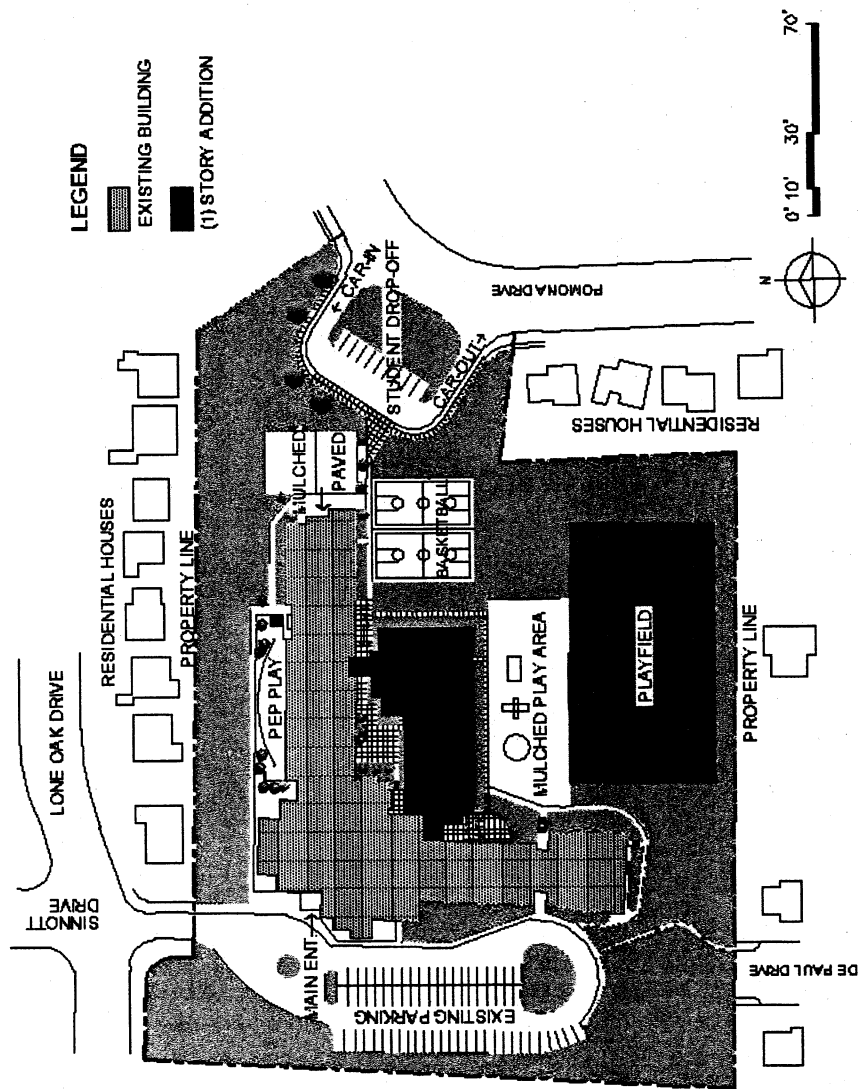 LEGEND
EXISTING BUILDING
(1) STORY ADDITION
0' 10' 30' 70'
N
LONE OAK DRIVE
SINNOTT
DRIVE
RESIDENTIAL HOUSES
PROPERTY LINE
PEP PLAY
MULCHED
PAVED
← CAR-IN
STUDENT DROP-OFF
CAR-OUT→
POMONA DRIVE
RESIDENTIAL HOUSES
BASKETBALL
MAIN ENT.
EXISTING PARKING
MULCHED PLAY AREA
PLAYFIELD
PROPERTY LINE
DE PAUL DRIVE